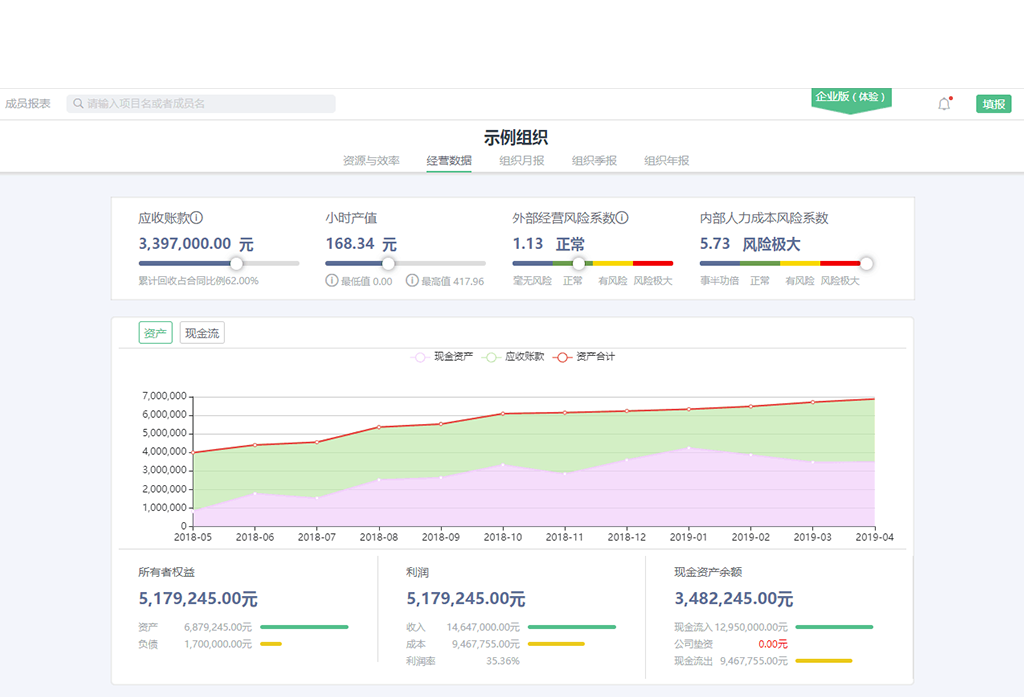 成员报表 请输入项目名或者成员名 企业版 ( 体验 ) 填报
示例组织
资源与效率 经营数据 组织月报 组织季报 组织年报
应收账款 小时产值 外部经营风险系数 内部人力成本风险系数
3,397,000.00 元 168.34 元 1.13 正常 5.73 风险极大
累计回收占合同比例62.00% 最低值 0.00 最高值 417.96 毫无风险 正常 有风险 风险极大 事半功倍 正常 有风险 风险极大
资产 现金流
现金资产 应收账款 资产合计
7,000,000
6,000,000
5,000,000
4,000,000
3,000,000
2,000,000
1,000,000
0
2018-05 2018-06 2018-07 2018-08 2018-09 2018-10 2018-11 2018-12 2019-01 2019-02 2019-03 2019-04
所有者权益 利润 现金资产余额
5,179,245.00元 5,179,245.00元 3,482,245.00元
资产 6,879,245.00元 收入 14,647,000.00元 现金流入 12,950,000.00元
负债 1,700,000.00元 成本 9,467,755.00元 公司垫资 0.00元
利润率 35.36% 现金流出 9,467,755.00元